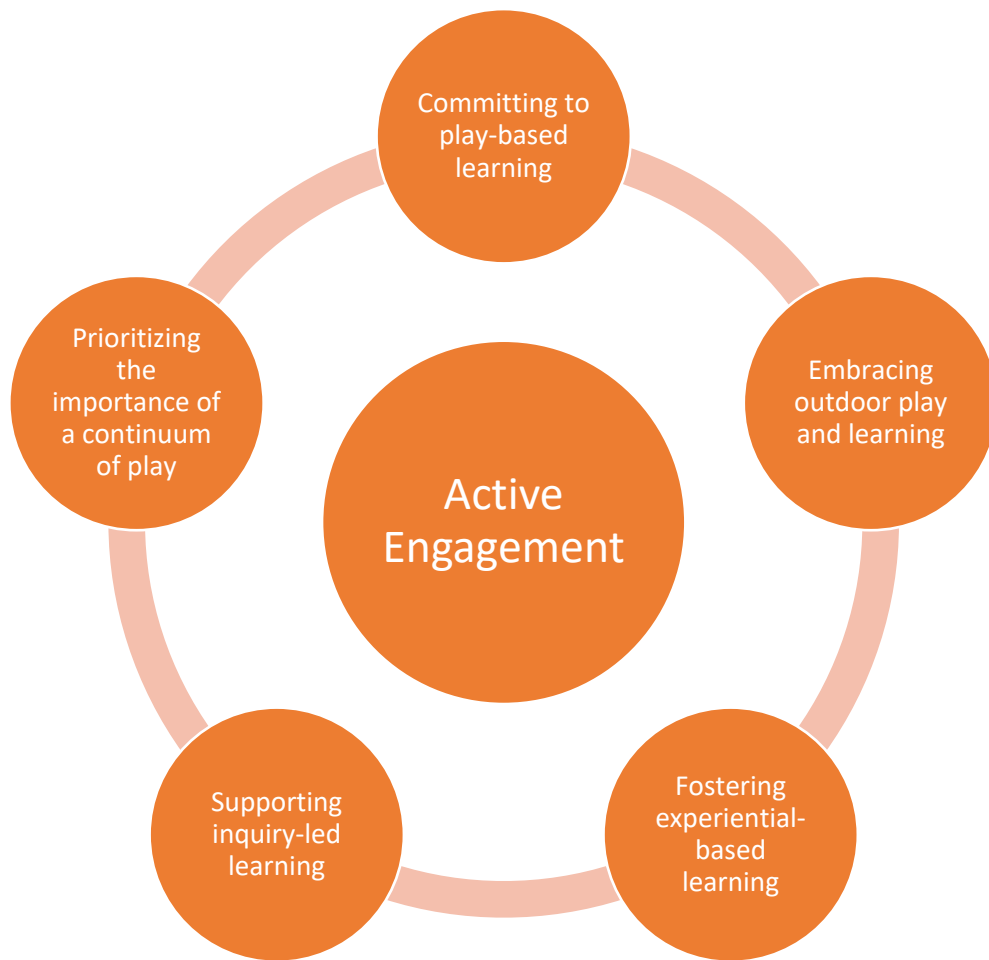 Committing to
play-based
learning
Embracing
outdoor play
and learning
Fostering
experiential-
based
learning
Supporting
inquiry-led
learning
Prioritizing
the
importance of
a continuum
of play
Active
Engagement